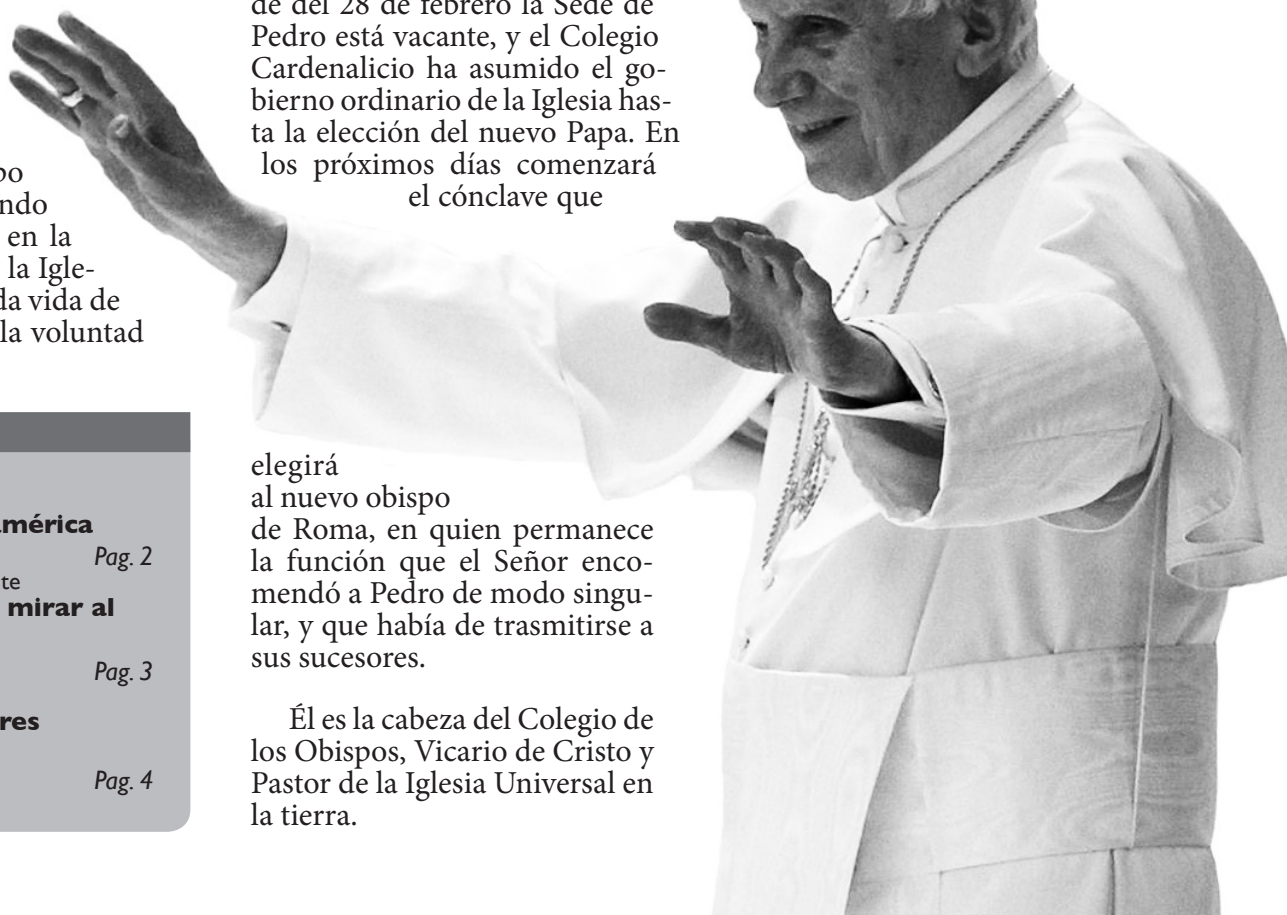 po
ndo
en la
la Igle-
da vida de
la voluntad
américa
Pag. 2
te
mirar al
Pag. 3
res
Pag. 4
de del 28 de febrero la Sede de
Pedro está vacante, y el Colegio
Cardenalicio ha asumido el go-
bierno ordinario de la Iglesia has-
ta la elección del nuevo Papa. En
los próximos días comenzará
el cónclave que
elegirá
al nuevo obispo
de Roma, en quien permanece
la función que el Señor enco-
mendó a Pedro de modo singu-
lar, y que había de trasmitirse a
sus sucesores.
Él es la cabeza del Colegio de
los Obispos, Vicario de Cristo y
Pastor de la Iglesia Universal en
la tierra.